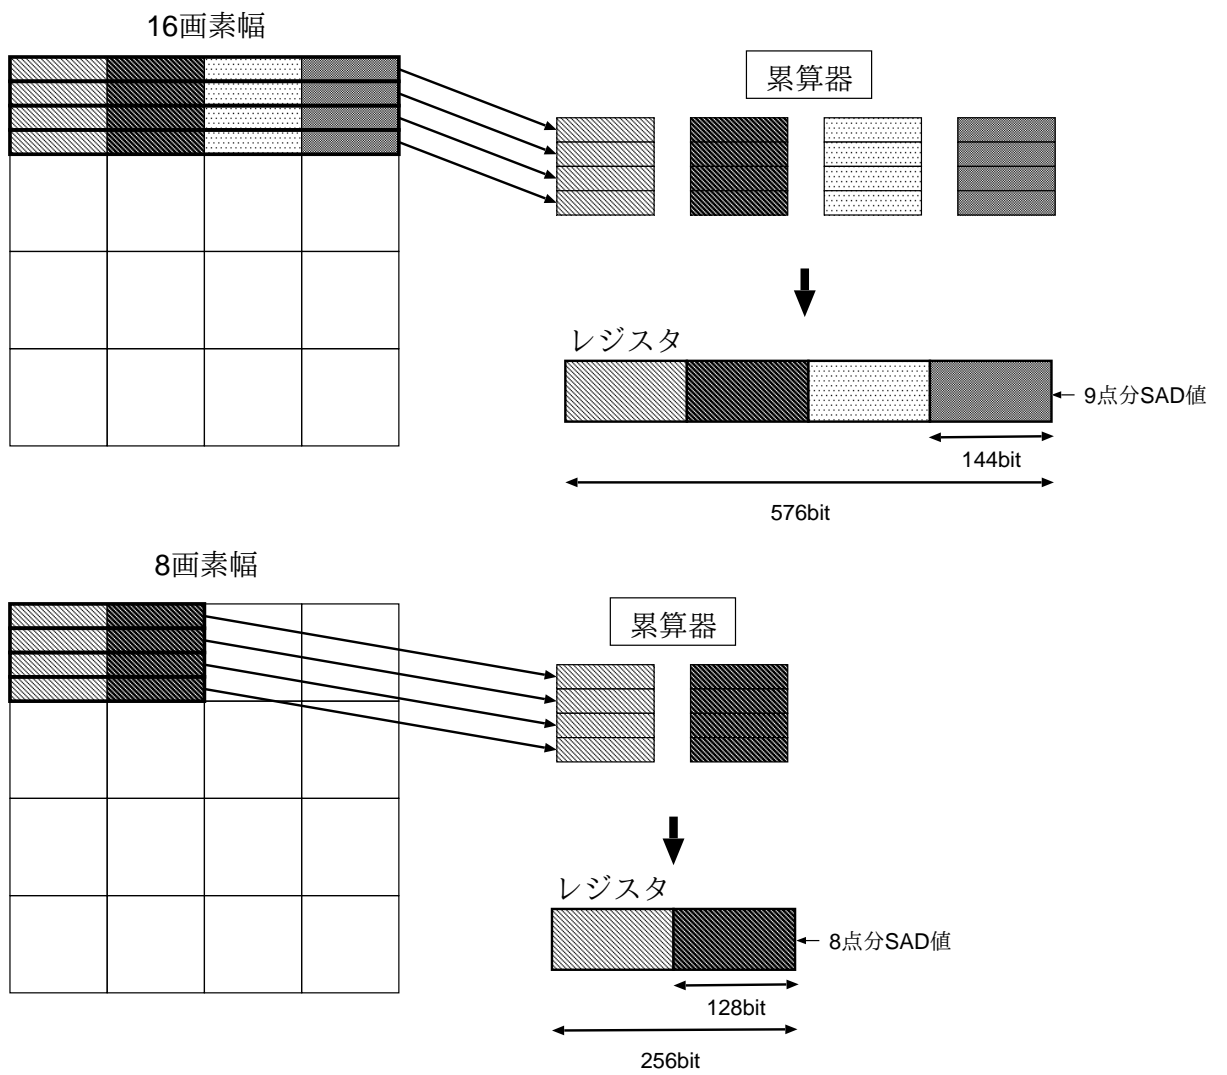 16画素幅
累算器
レジスタ
9点分SAD値
144bit
576bit
8画素幅
累算器
レジスタ
8点分SAD値
128bit
256bit